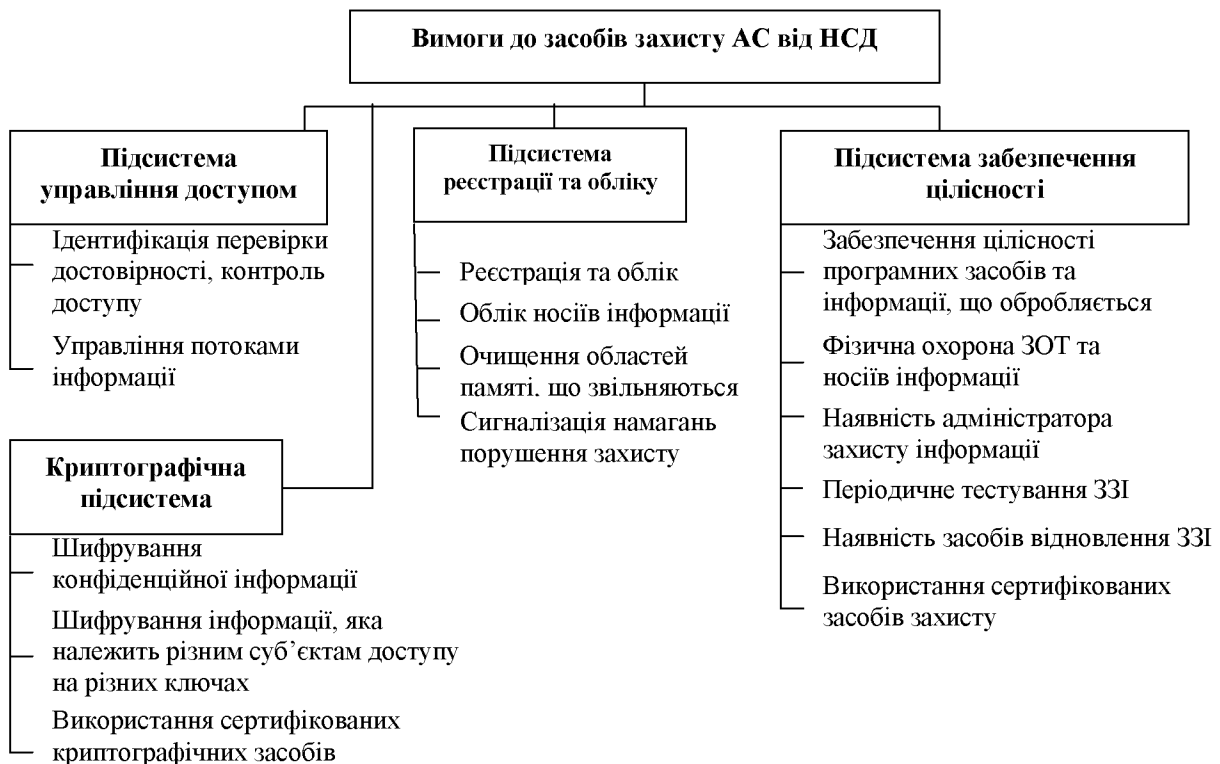 Вимоги до засобів захисту АС від НСД
Підсистема
управління доступом
Ідентифікація перевірки
достовірності, контроль
доступу
Управління потоками
інформації
Криптографічна
підсистема
Шифрування
конфіденційної інформації
Шифрування інформації, яка
належить різним суб’єктам доступу
на різних ключах
Використання сертифікованих
криптографічних засобів
Підсистема
реєстрації та обліку
Реєстрація та облік
Облік носіїв інформації
Очищення областей
памяті, що звільняються
Сигналізація намагань
порушення захисту
Підсистема забезпечення
цілісності
Забезпечення цілісності
програмних засобів та
інформації, що обробляється
Фізична охорона ЗОТ та
носіїв інформації
Наявність адміністратора
захисту інформації
Періодичне тестування ЗЗІ
Наявність засобів відновлення ЗЗІ
Використання сертифікованих
засобів захисту